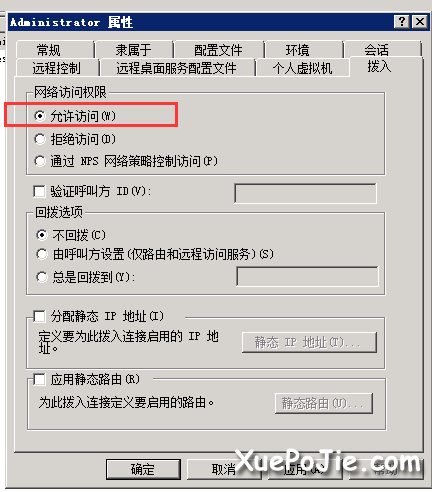 Administrator 属性
常规
隶属于
配置文件
环境
会话
远程控制
远程桌面服务配置文件
个人虚拟机
拨入
网络访问权限
允许访问(W)
拒绝访问(D)
通过 NPS 网络策略控制访问(P)
验证呼叫方 ID(V):
回拨选项
不回拨(C)
由呼叫方设置(仅路由和远程访问服务)(S)
总是回拨到(Y):
分配静态 IP 地址(I)
定义要为此拨入连接启用的 IP 地
址。
静态 IP 地址(T)...
应用静态路由(R)
为此拨入连接定义要启用的路由。
静态路由(U)...
确定
取消
应用(A)
帮助
XuePoJie.com